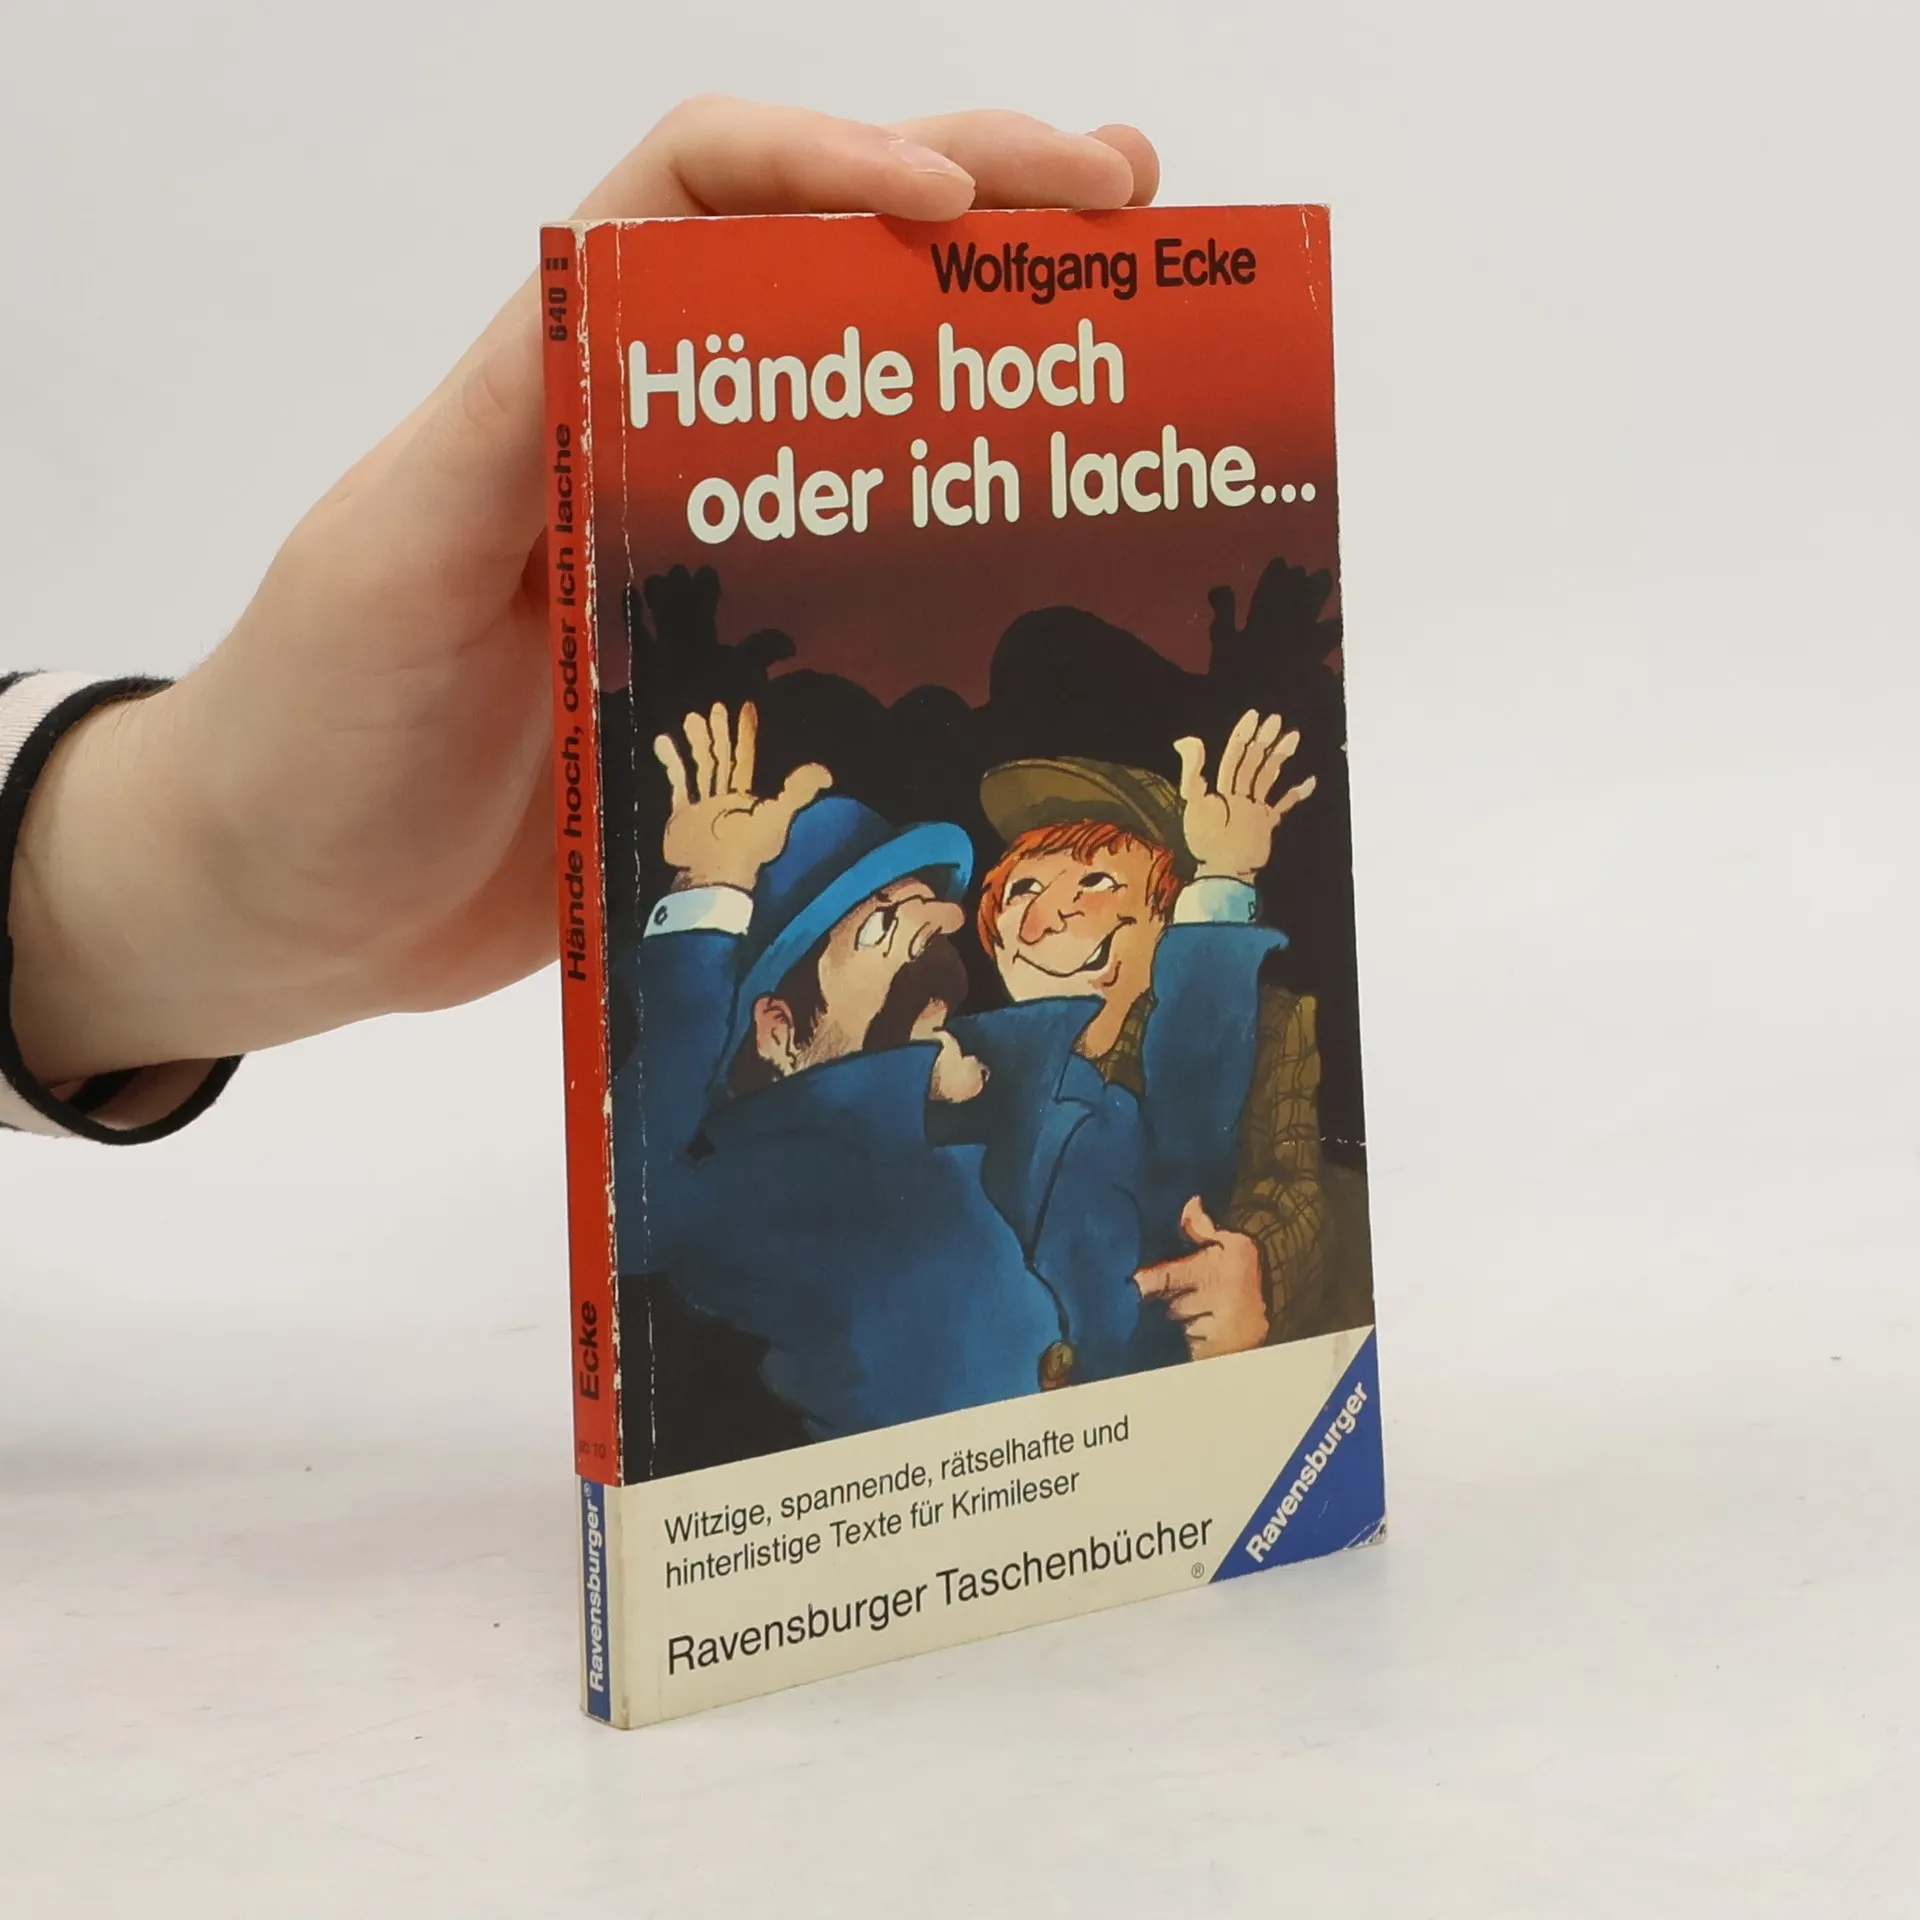 Wolfgang Ecke
Hände hoch
oder ich lache...
Witzige, spannende, rätselhafte und
hinterlistige Texte für Krimileser
Ravensburger Taschenbücher
®
Ravensburger
640
Hände hoch, oder ich lache
Ecke
Ravensburger®